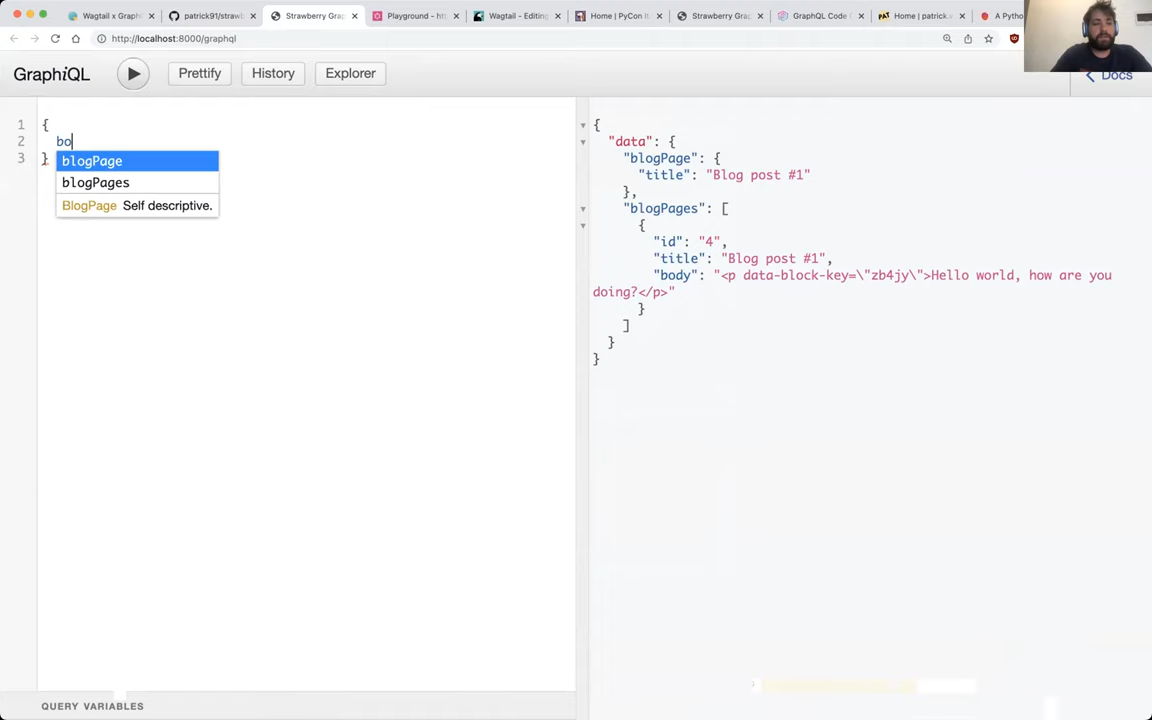 Wagtail x Graph
patrick91/strawb
Strawberry Grap
Playground - htt
Wagtail - Editing
Home | PyCon It
Strawberry Grap
GraphQL Code G
Home | patrick.w
A Python
http://localhost:8000/graphql
GraphiQL
Prettify
History
Explorer
Docs
1 {
2 bo
3 }
blogPage
blogPages
BlogPage Self descriptive.
{
"data": {
"blogPage": {
"title": "Blog post #1"
},
"blogPages": [
{
"id": "4",
"title": "Blog post #1",
"body": "<p data-block-key=\"zb4jy\">Hello world, how are you
doing?</p>"
}
]
}
}
QUERY VARIABLES